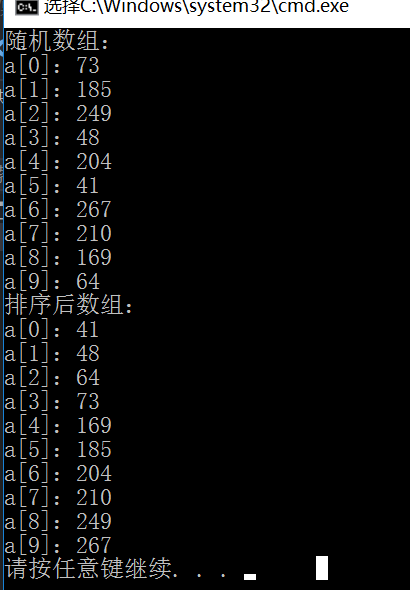 选择C:\Windows\system32\cmd.exe
随机数组：
a[0]：73
a[1]：185
a[2]：249
a[3]：48
a[4]：204
a[5]：41
a[6]：267
a[7]：210
a[8]：169
a[9]：64
排序后数组：
a[0]：41
a[1]：48
a[2]：64
a[3]：73
a[4]：169
a[5]：185
a[6]：204
a[7]：210
a[8]：249
a[9]：267
请按任意键继续. . .